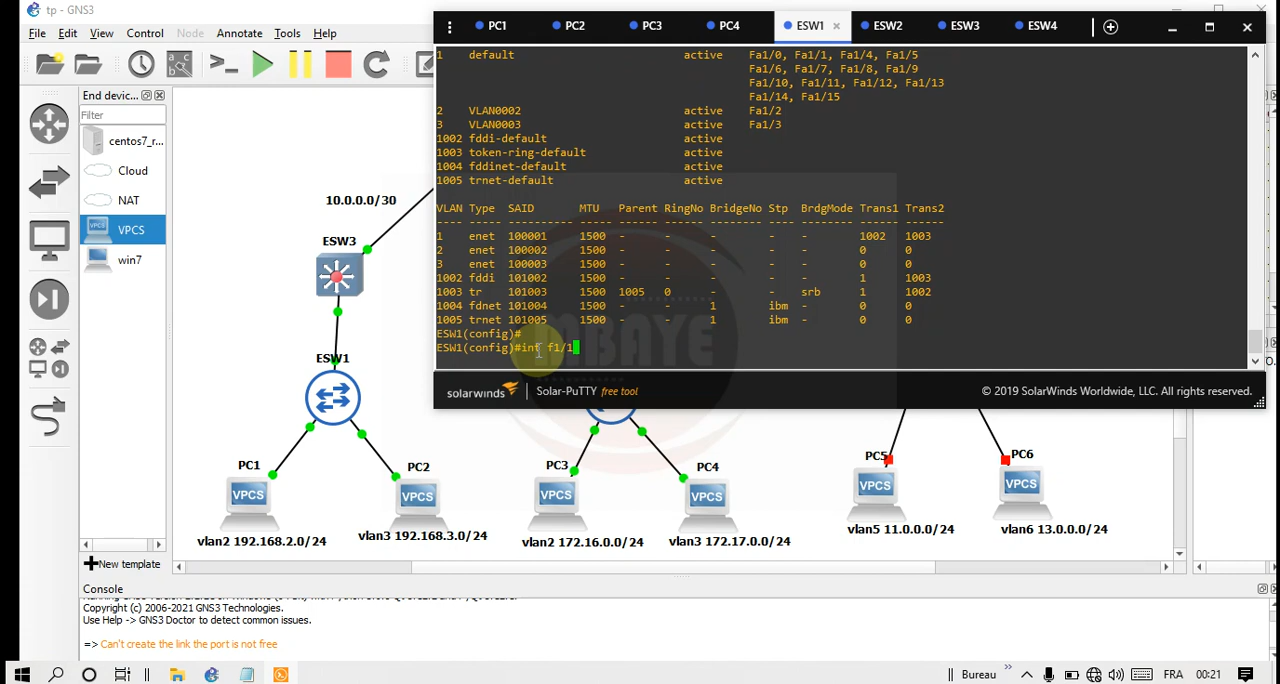 tp - GNS3
File Edit View Control Node Annotate Tools Help
End devic...
Filter
centos7_r...
Cloud
NAT
VPCS
win7
New template
PC1 PC2 PC3 PC4 ESW1 ESW2 ESW3 ESW4
1 default active Fa1/0, Fa1/1, Fa1/4, Fa1/5
Fa1/6, Fa1/7, Fa1/8, Fa1/9
Fa1/10, Fa1/11, Fa1/12, Fa1/13
Fa1/14, Fa1/15
2 VLAN0002 active Fa1/2
3 VLAN0003 active Fa1/3
1002 fddi-default active
1003 token-ring-default active
1004 fddinet-default active
1005 trnet-default active
VLAN Type SAID MTU Parent RingNo BridgeNo Stp BrdgMode Trans1 Trans2
---- ----- ---------- ----- ------ ------ -------- ---- -------- ------ ------
1 enet 100001 1500 - - - - - 1002 1003
2 enet 100002 1500 - - - - - 0 0
3 enet 100003 1500 - - - - - 0 0
1002 fddi 101002 1500 - - - - - 1 1003
1003 tr 101003 1500 1005 0 - - srb 1 1002
1004 fdnet 101004 1500 - - 1 ibm - 0 0
1005 trnet 101005 1500 - - 1 ibm - 0 0
ESW1(config)#
ESW1(config)#int f1/1
MBAYE
solarwinds Solar-PuTTY free tool
© 2019 SolarWinds Worldwide, LLC. All rights reserved.
10.0.0.0/30
ESW3
ESW1
PC1
PC2
PC3
PC4
PC5
PC6
VPCS
VPCS
VPCS
VPCS
VPCS
VPCS
vlan2 192.168.2.0/24
vlan3 192.168.3.0/24
vlan2 172.16.0.0/24
vlan3 172.17.0.0/24
vlan5 11.0.0.0/24
vlan6 13.0.0.0/24
Console
Copyright (c) 2006-2021 GNS3 Technologies.
Use Help -> GNS3 Doctor to detect common issues.
=> Can't create the link the port is not free
Bureau
FRA
00:21